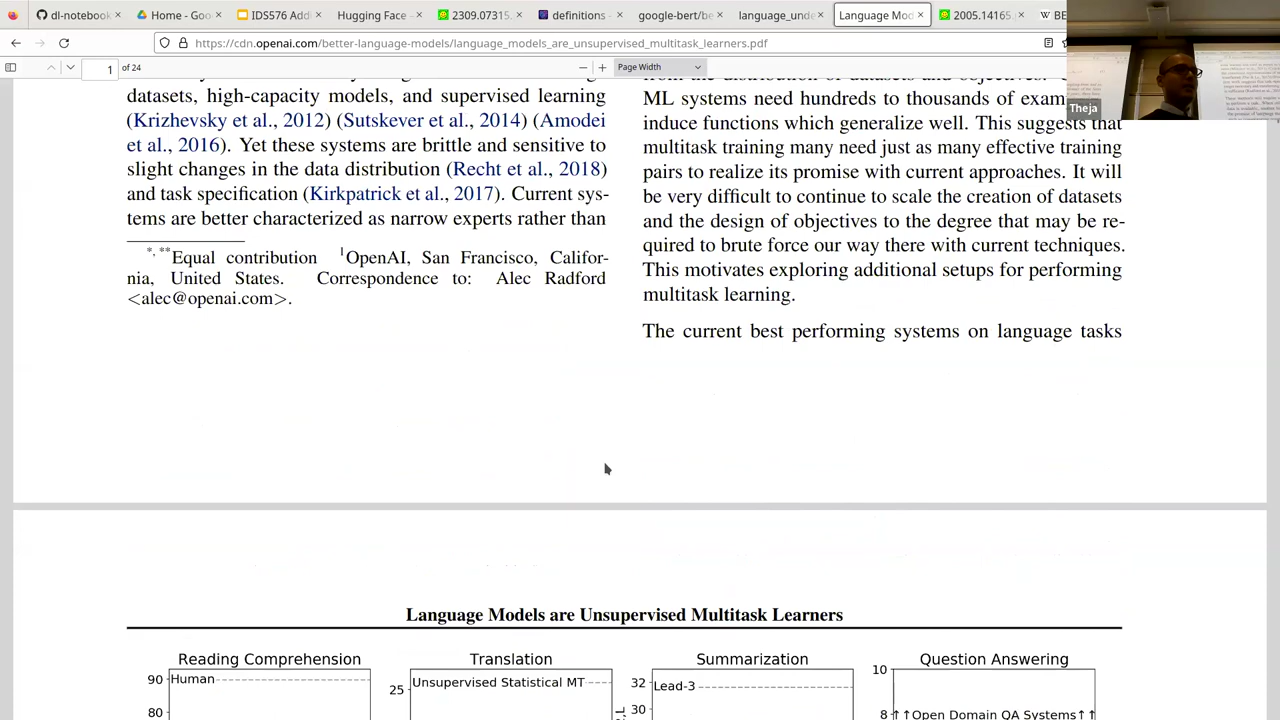 dl-notebook
Home - Goo
IDS576 Add
Hugging Face
2309.07315.
definitions -
google-bert/be
language_unde
Language Mod
2005.14165
BE
https://cdn.openai.com/better-language-models/language_models_are_unsupervised_multitask_learners.pdf
1 of 24
Page Width
Theja
datasets, high-capacity models, and supervised learning
(Krizhevsky et al., 2012) (Sutskever et al., 2014) (Amodei
et al., 2016). Yet these systems are brittle and sensitive to
slight changes in the data distribution (Recht et al., 2018)
and task specification (Kirkpatrick et al., 2017). Current sys-
tems are better characterized as narrow experts rather than
*, **Equal contribution 1OpenAI, San Francisco, Califor-
nia, United States. Correspondence to: Alec Radford
<alec@openai.com>.
ML systems need hundreds to thousands of examples to
induce functions which generalize well. This suggests that
multitask training many need just as many effective training
pairs to realize its promise with current approaches. It will
be very difficult to continue to scale the creation of datasets
and the design of objectives to the degree that may be re-
quired to brute force our way there with current techniques.
This motivates exploring additional setups for performing
multitask learning.
The current best performing systems on language tasks
Language Models are Unsupervised Multitask Learners
Reading Comprehension
90
Human
80
Translation
25
Unsupervised Statistical MT
Summarization
32
Lead-3
30
Question Answering
10
8
↑↑Open Domain QA Systems↑↑